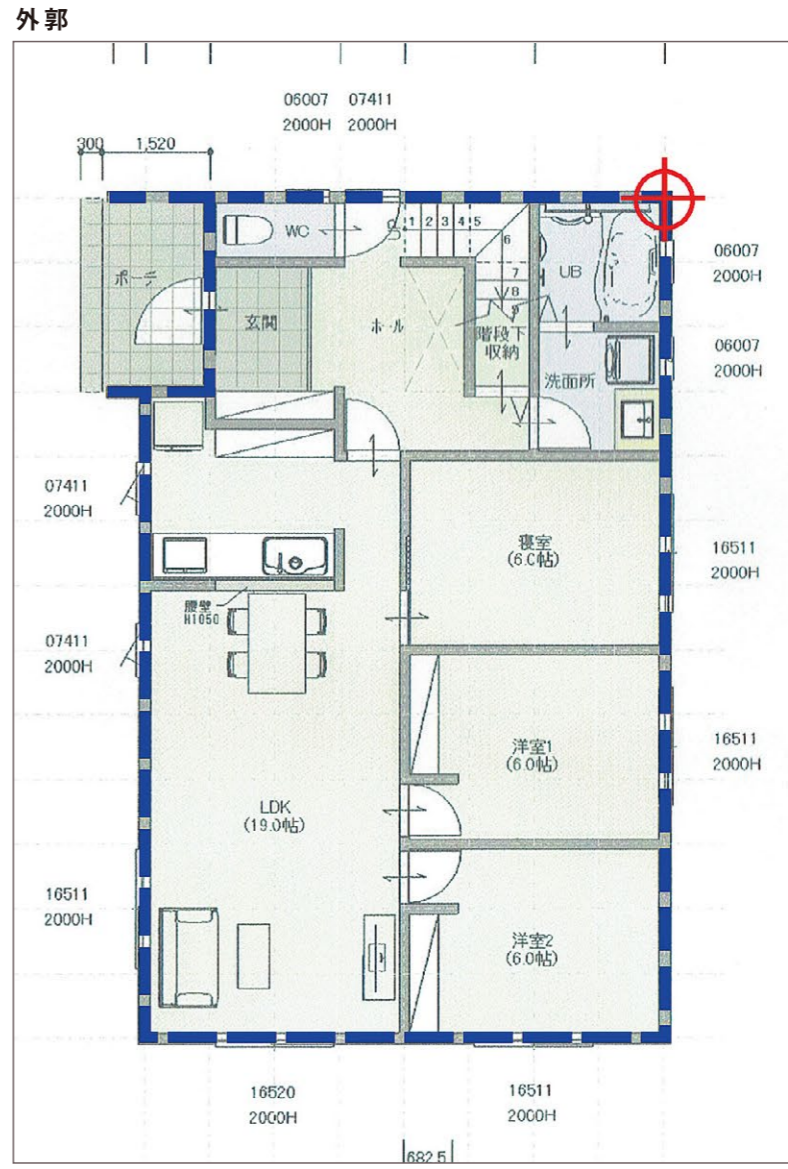 外郭
06007 07411
2000H 2000H
300 1,520
WC
UP
1 2 3 4 5
6
7
8
9
UB
ポーチ
玄関
ホール
階段下
収納
洗面所
06007
2000H
06007
2000H
07411
2000H
寝室
(6.0帖)
16511
2000H
腰壁
H1050
07411
2000H
洋室1
(6.0帖)
16511
2000H
LDK
(19.0帖)
16511
2000H
洋室2
(6.0帖)
16520
2000H
16511
2000H
682.5